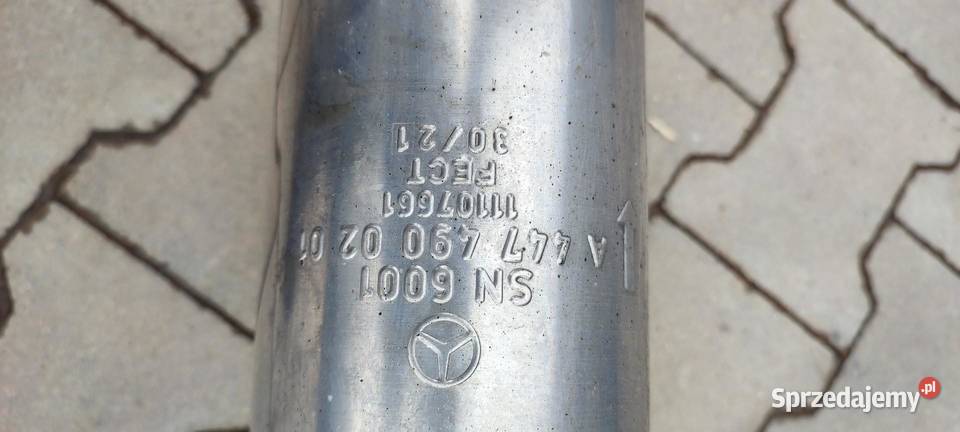 SN 6001
A 447 490 02 01
11107661
FECT
30/21
Sprzedajemy.pl